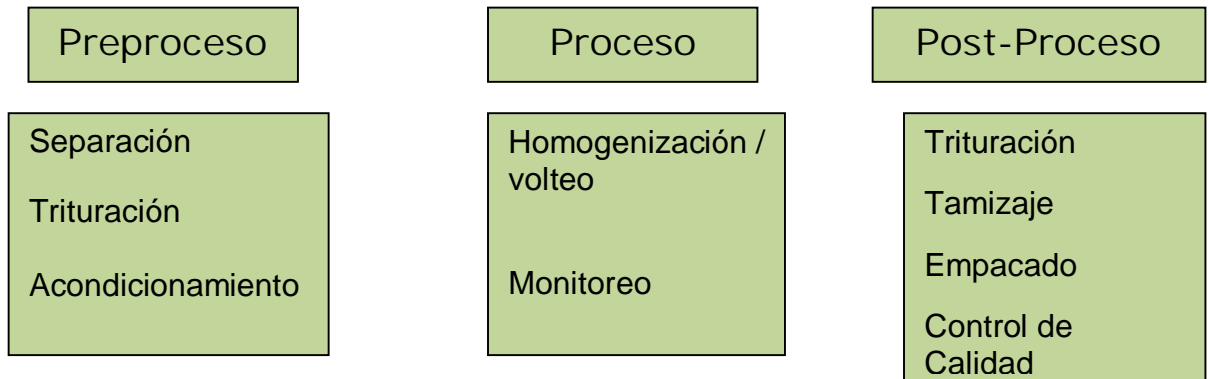 Preproceso
Proceso
Post-Proceso
Separación
Trituración
Acondicionamiento
Homogenización /
volteo
Monitoreo
Trituración
Tamizaje
Empacado
Control de
Calidad